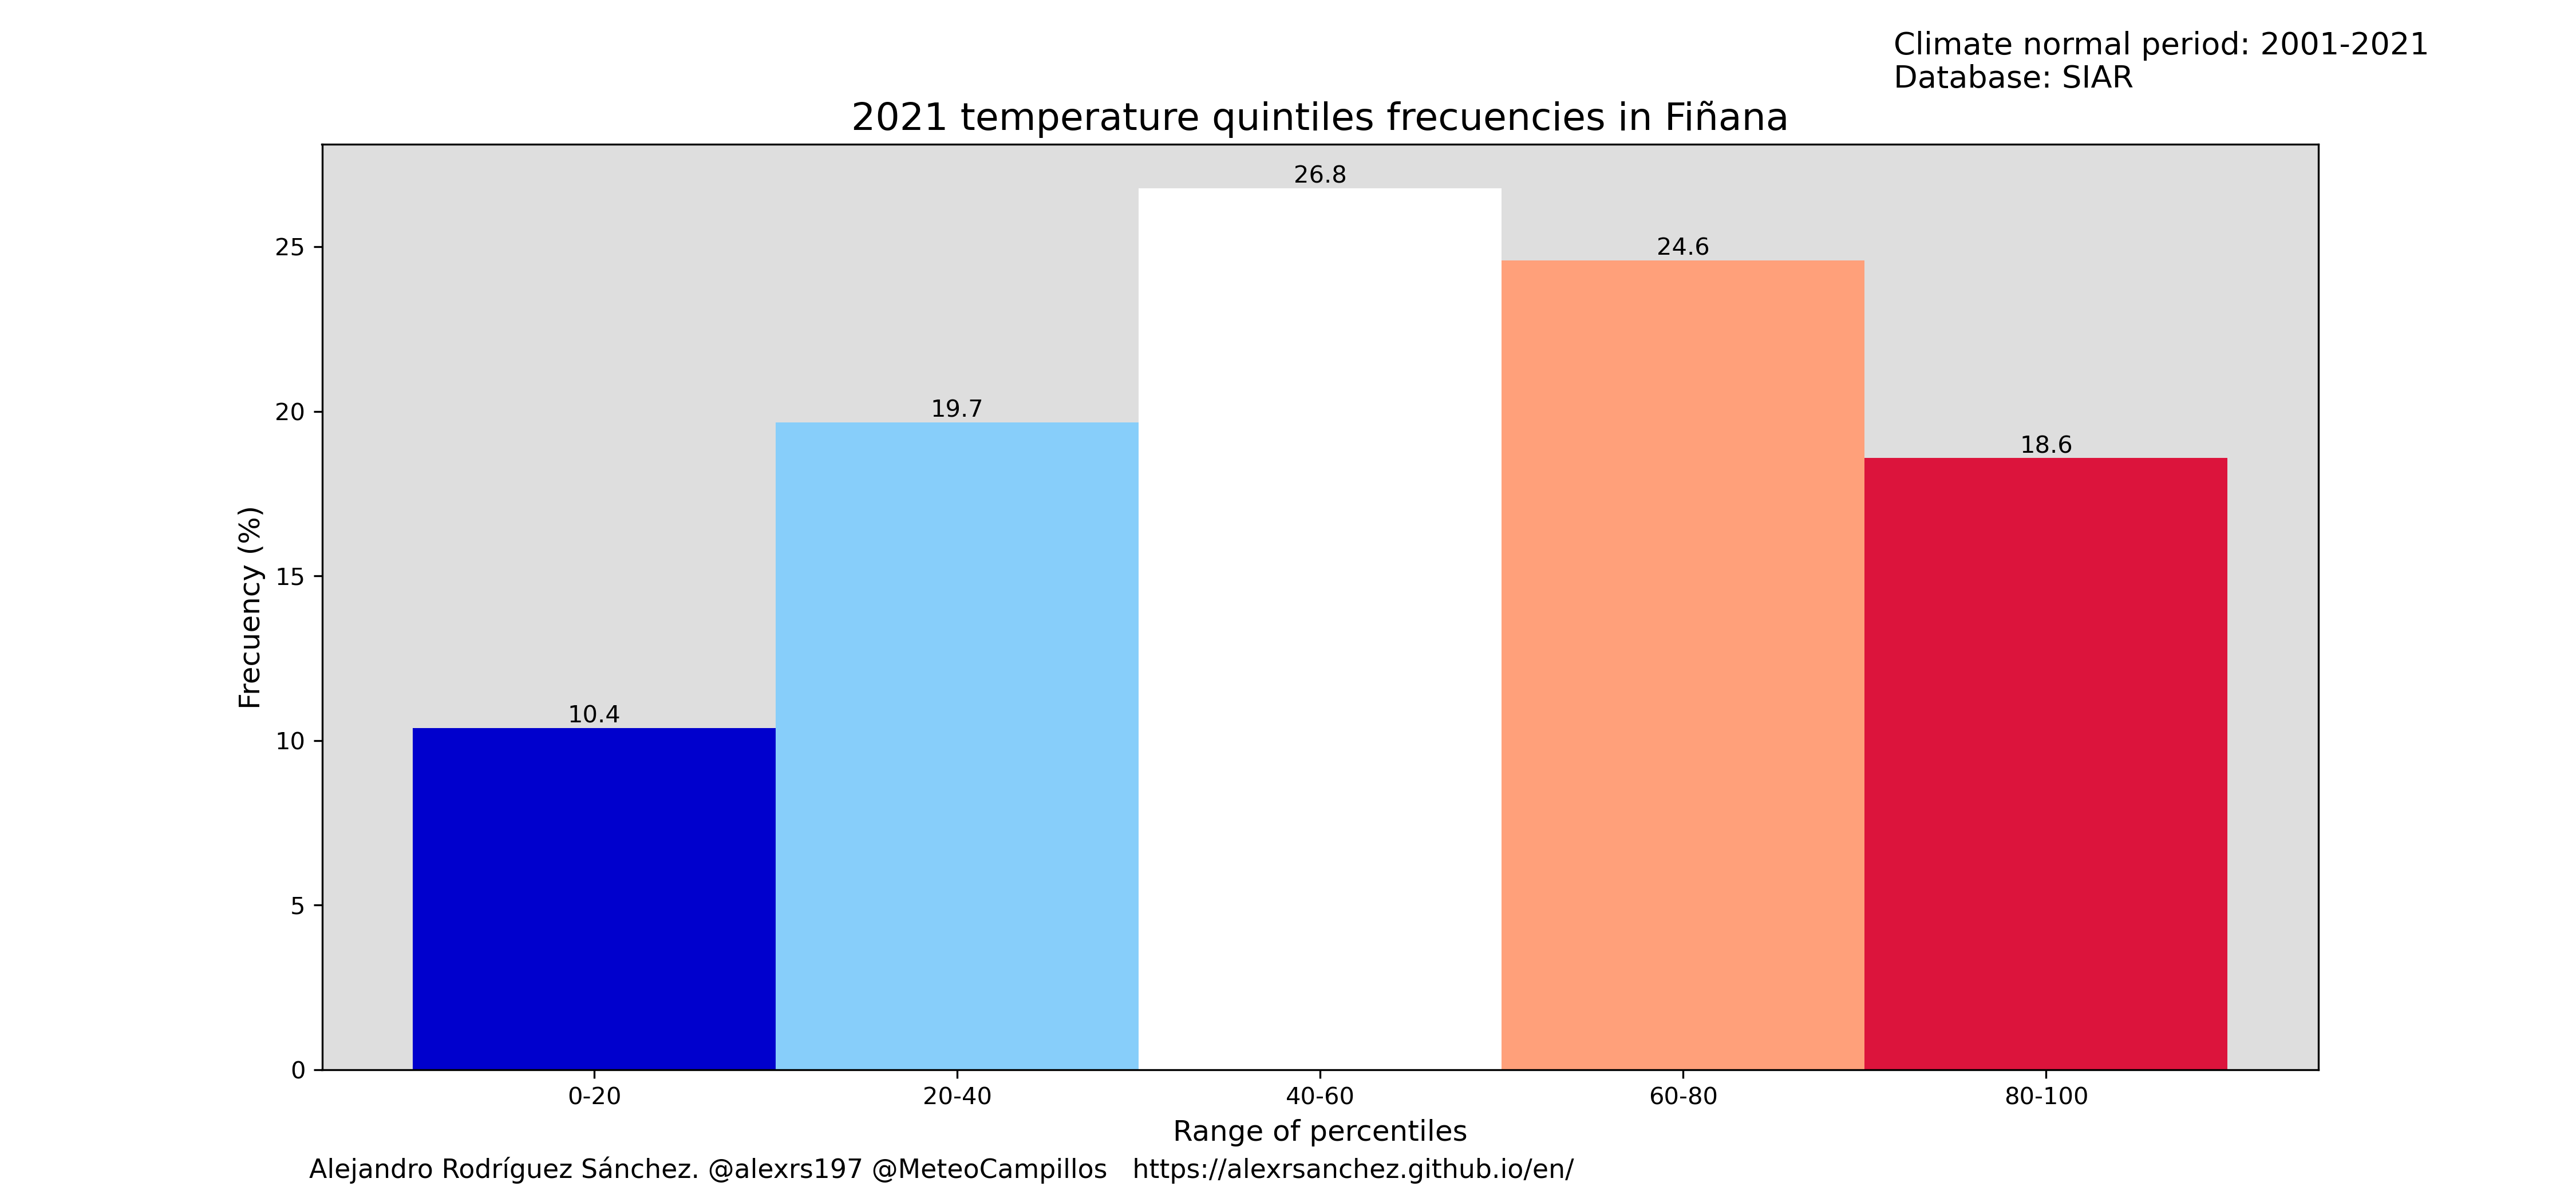 Climate normal period: 2001-2021
Database: SIAR
2021 temperature quintiles frecuencies in Fiñana
26.8
24.6
19.7
18.6
10.4
25
20
15
10
5
0
Frecuency (%)
0-20 20-40 40-60 60-80 80-100
Range of percentiles
Alejandro Rodríguez Sánchez. @alexrs197 @MeteoCampillos https://alexrsanchez.github.io/en/